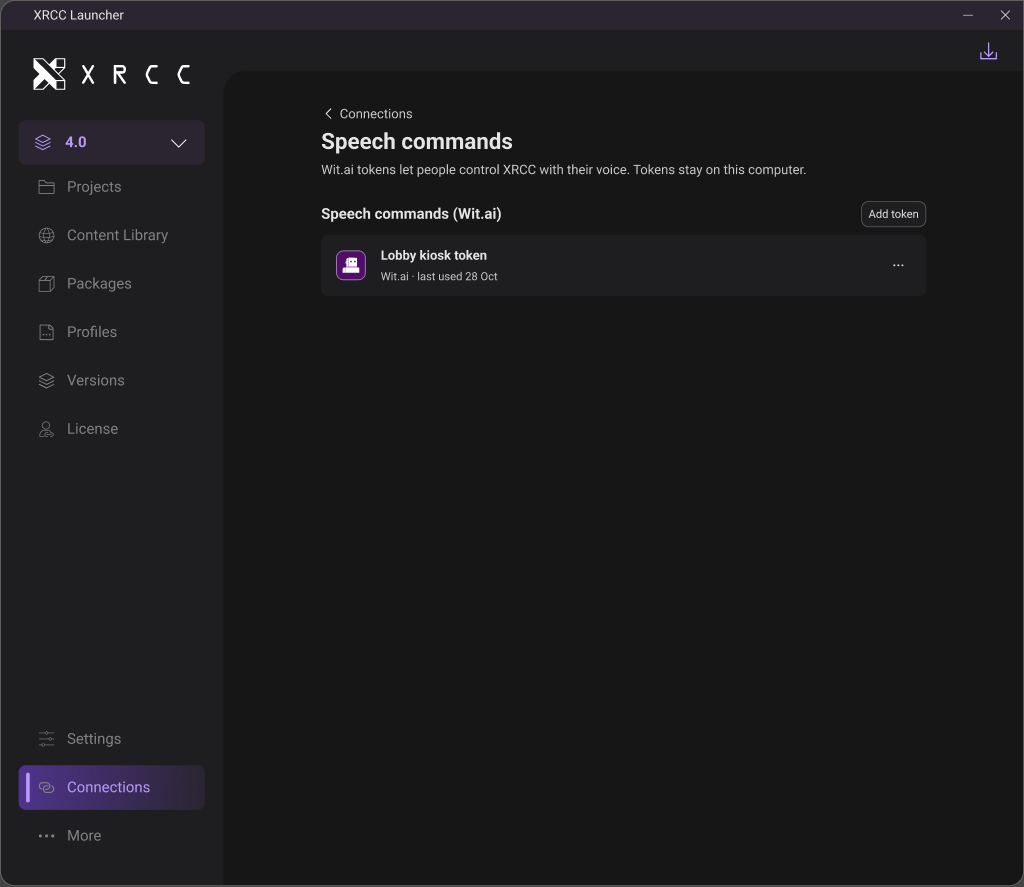 XRCC Launcher
X R C C
4.0
Projects
Content Library
Packages
Profiles
Versions
License
Settings
Connections
More
Connections
Speech commands
Wit.ai tokens let people control XRCC with their voice. Tokens stay on this computer.
Speech commands (Wit.ai)
Add token
Lobby kiosk token
Wit.ai · last used 28 Oct